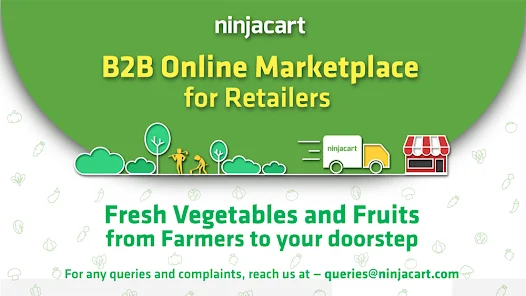 ninjacart
B2B Online Marketplace
for Retailers
ninjacart
Fresh Vegetables and Fruits
from Farmers to your doorstep
For any queries and complaints, reach us at – queries@ninjacart.com